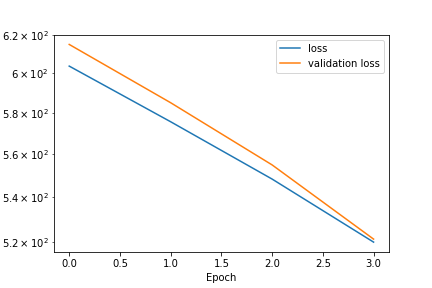 6.2 × 10²
6 × 10²
5.8 × 10²
5.6 × 10²
5.4 × 10²
5.2 × 10²
loss
validation loss
0.0 0.5 1.0 1.5 2.0 2.5 3.0
Epoch